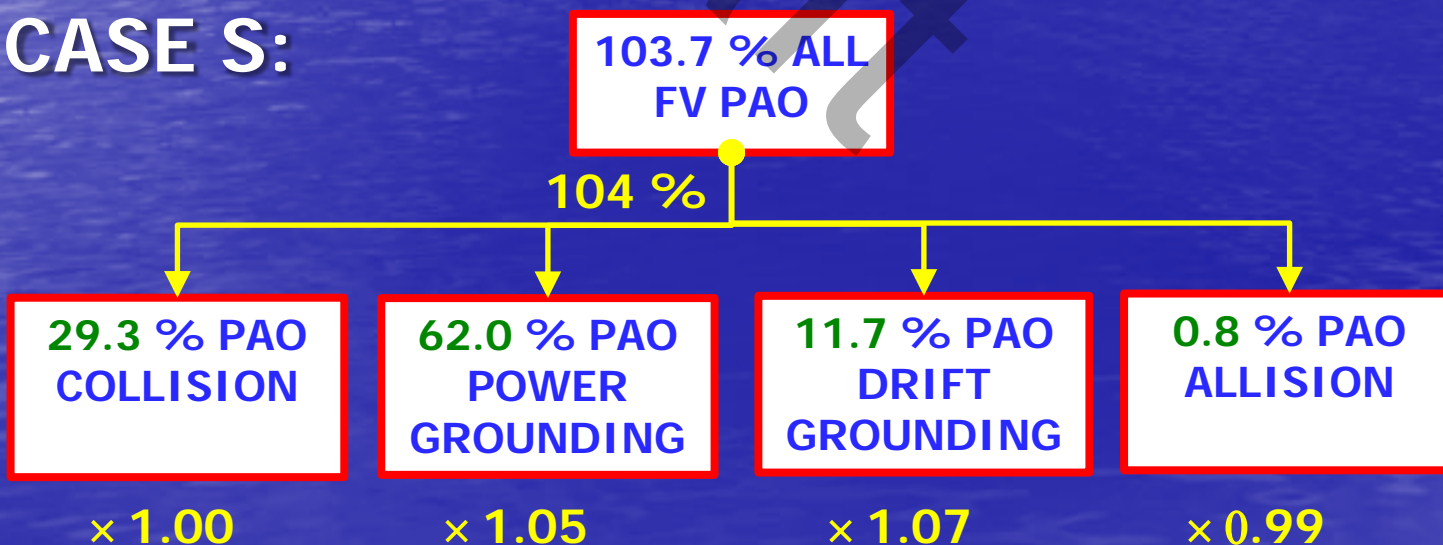 CASE S:
103.7 % ALL
FV PAO
104 %
29.3 % PAO
COLLISION
62.0 % PAO
POWER
GROUNDING
11.7 % PAO
DRIFT
GROUNDING
0.8 % PAO
ALLISION
× 1.00
× 1.05
× 1.07
× 0.99